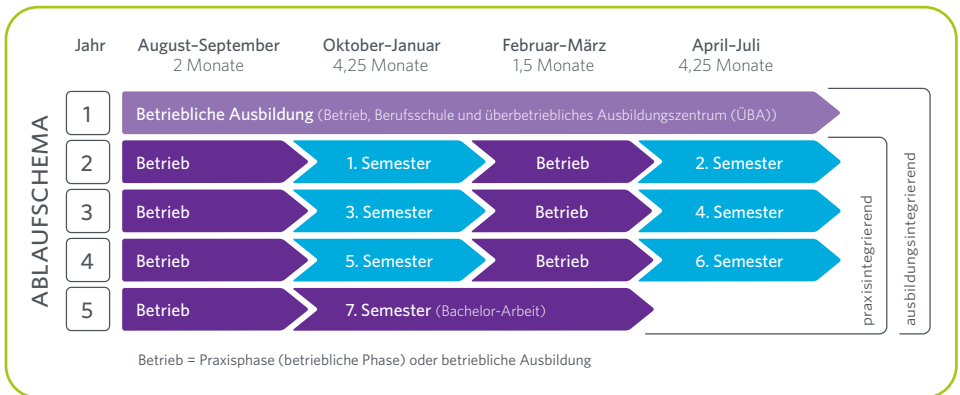 Jahr August–September Oktober–Januar Februar–März April–Juli
2 Monate 4,25 Monate 1,5 Monate 4,25 Monate
ABLAUFSCHEMA
1 Betriebliche Ausbildung (Betrieb, Berufsschule und überbetriebliches Ausbildungszentrum (ÜBA))
2 Betrieb 1. Semester Betrieb 2. Semester
3 Betrieb 3. Semester Betrieb 4. Semester
4 Betrieb 5. Semester Betrieb 6. Semester
5 Betrieb 7. Semester (Bachelor-Arbeit)
praxisintegrierend
ausbildungsintegrierend
Betrieb = Praxisphase (betriebliche Phase) oder betriebliche Ausbildung